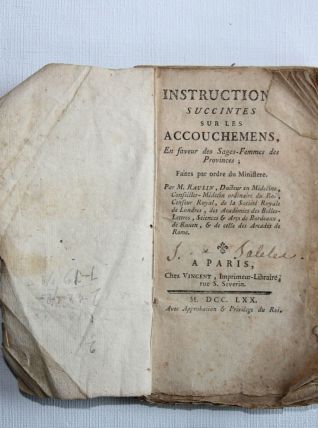 INSTRUCTION
SUCCINTES
SUR LES
ACCOUCHEMENS,
En faveur des Sages-Femmes des
Provinces ;
Faites par ordre du Ministere.
Par M. RAULIN, Docteur en Médecine,
Conseiller-Médecin ordinaire du Roi,
Censeur Royal, de la Société Royale
de Londres, des Académies des Belles-
Lettres, Sciences & Arts de Bordeaux,
de Rouen, & de celle des Arcades de
Rome.
A PARIS,
Chez VINCENT, Imprimeur-Libraire,
rue S. Severin.
M. DCC. LXX.
Avec Approbation & Privilege du Roi.